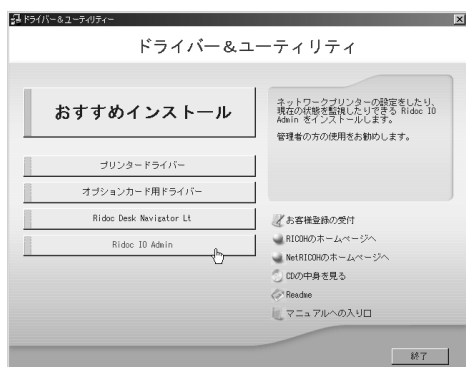 ドライバー&ユーティリティー
ドライバー&ユーティリティ
おすすめインストール
プリンタードライバー
オプションカード用ドライバー
Ridoc Desk Navigator Lt
Ridoc IO Admin
ネットワークプリンターの設定をしたり、
現在の状態を監視したりできる Ridoc IO
Admin をインストールします。
管理者の方の使用をお勧めします。
お客様登録の受付
RICOHのホームページへ
NetRICOHのホームページへ
CDの中身を見る
Readme
マニュアルへの入り口
終了